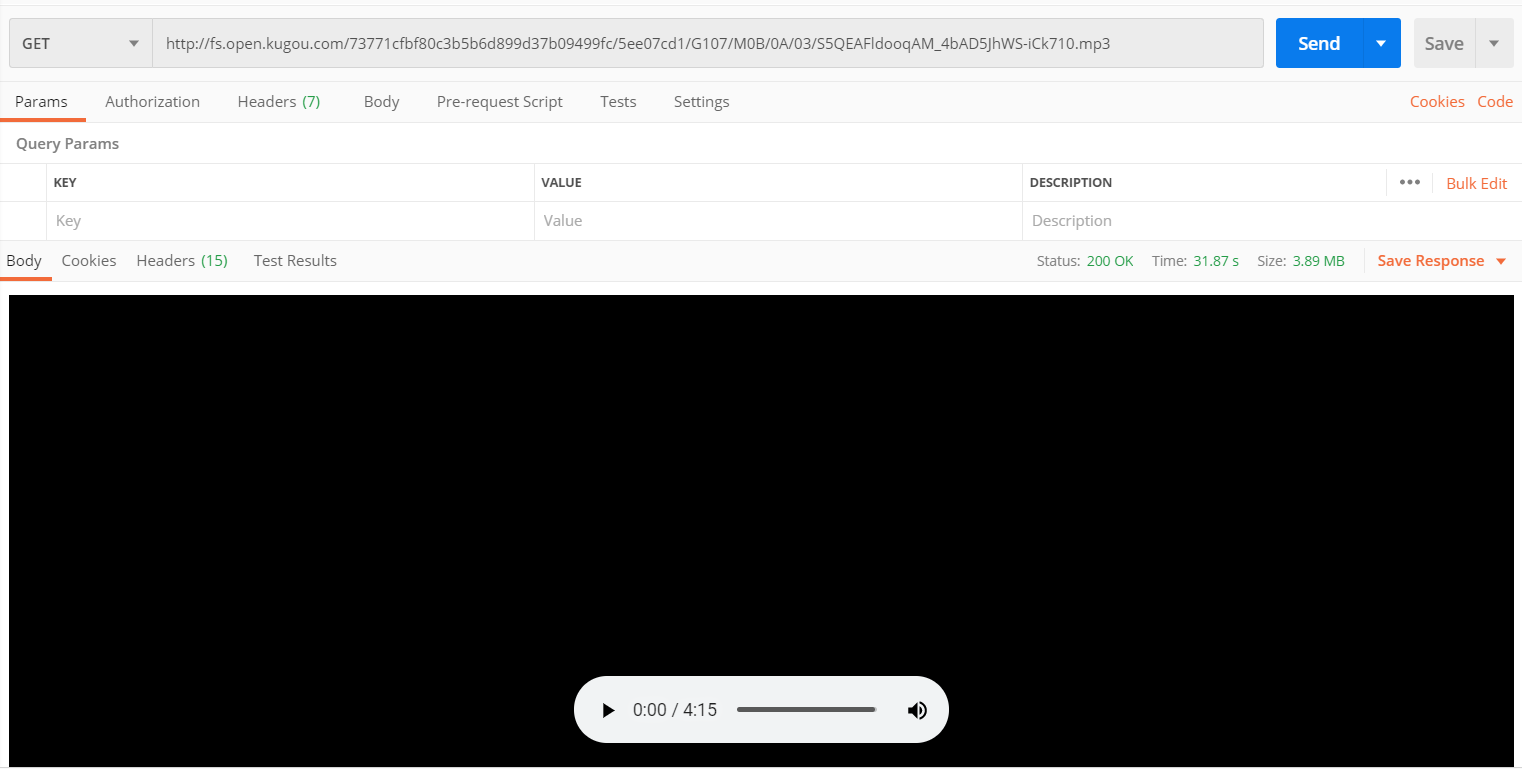 GET http://fs.open.kugou.com/73771cfbf80c3b5b6d899d37b09499fc/5ee07cd1/G107/M0B/0A/03/S5QEAFldooqAM_4bAD5JhWS-iCk710.mp3 Send Save
Params Authorization Headers (7) Body Pre-request Script Tests Settings Cookies Code
Query Params
KEY VALUE DESCRIPTION ••• Bulk Edit
Key Value Description
Body Cookies Headers (15) Test Results Status: 200 OK Time: 31.87 s Size: 3.89 MB Save Response
0:00 / 4:15